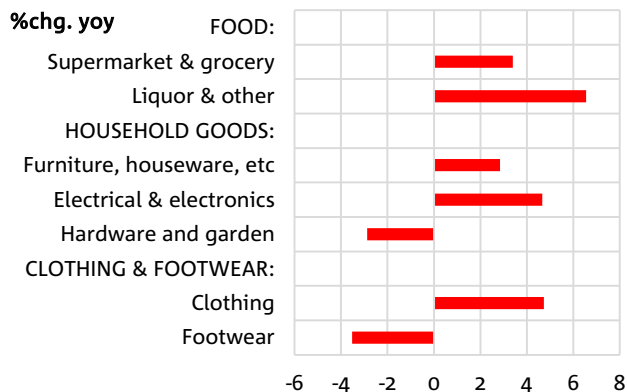 %chg. yoy
FOOD:
Supermarket & grocery
Liquor & other
HOUSEHOLD GOODS:
Furniture, houseware, etc
Electrical & electronics
Hardware and garden
CLOTHING & FOOTWEAR:
Clothing
Footwear
-6 -4 -2 0 2 4 6 8